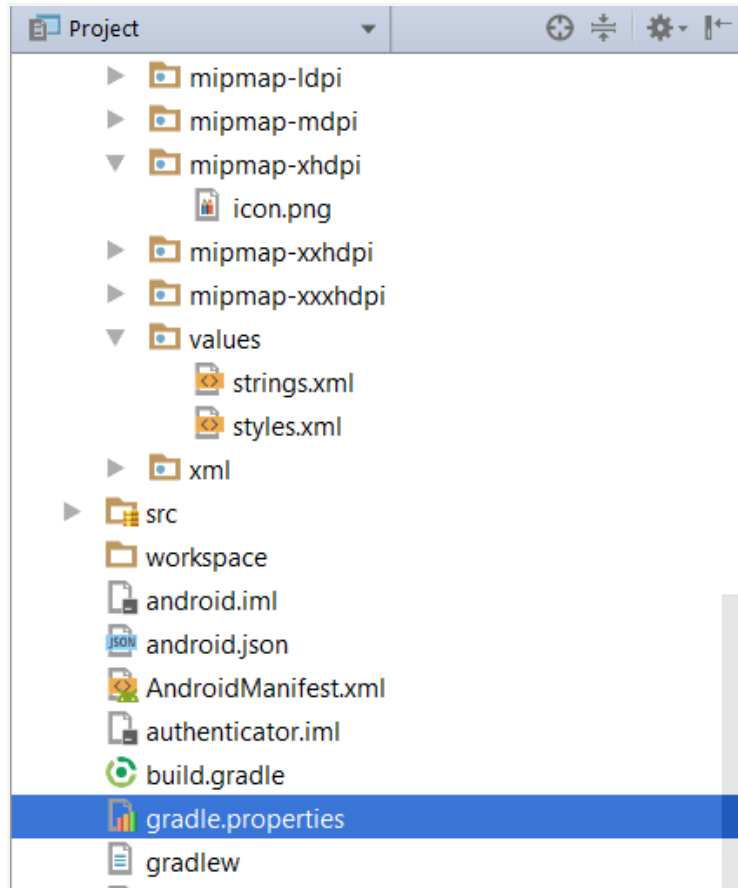 Project
mipmap-ldpi
mipmap-mdpi
mipmap-xhdpi
icon.png
mipmap-xxhdpi
mipmap-xxxhdpi
values
strings.xml
styles.xml
xml
src
workspace
android.iml
JSON android.json
AndroidManifest.xml
authenticator.iml
build.gradle
gradle.properties
gradlew